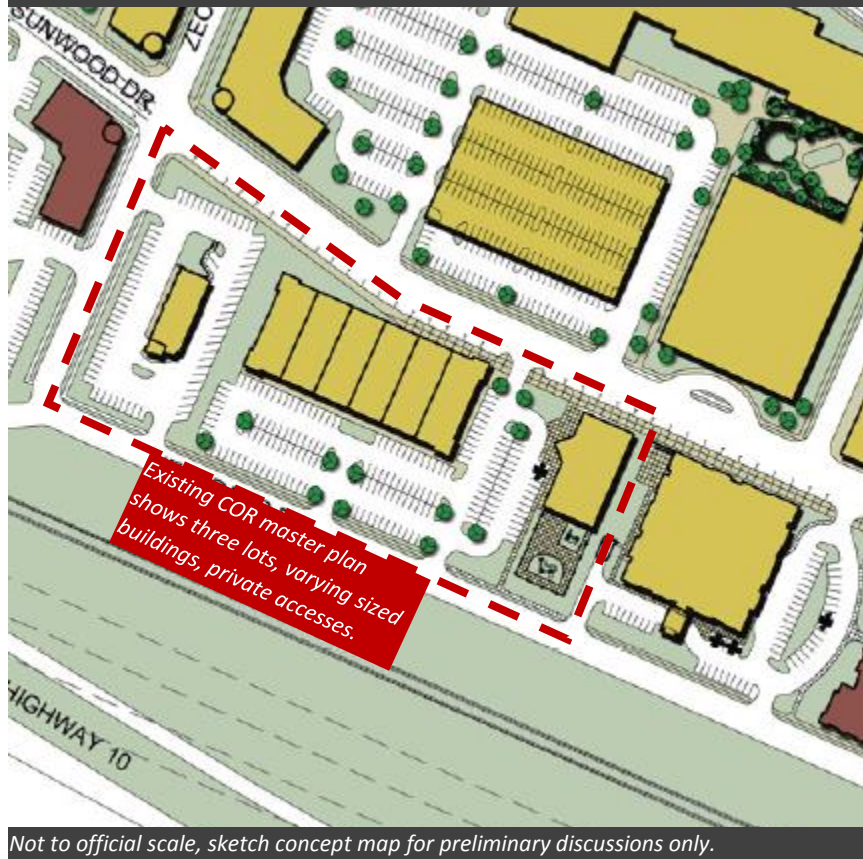 SUNWOOD DR.
ZEO
Existing COR master plan
shows three lots, varying sized
buildings, private accesses.
HIGHWAY 10
Not to official scale, sketch concept map for preliminary discussions only.